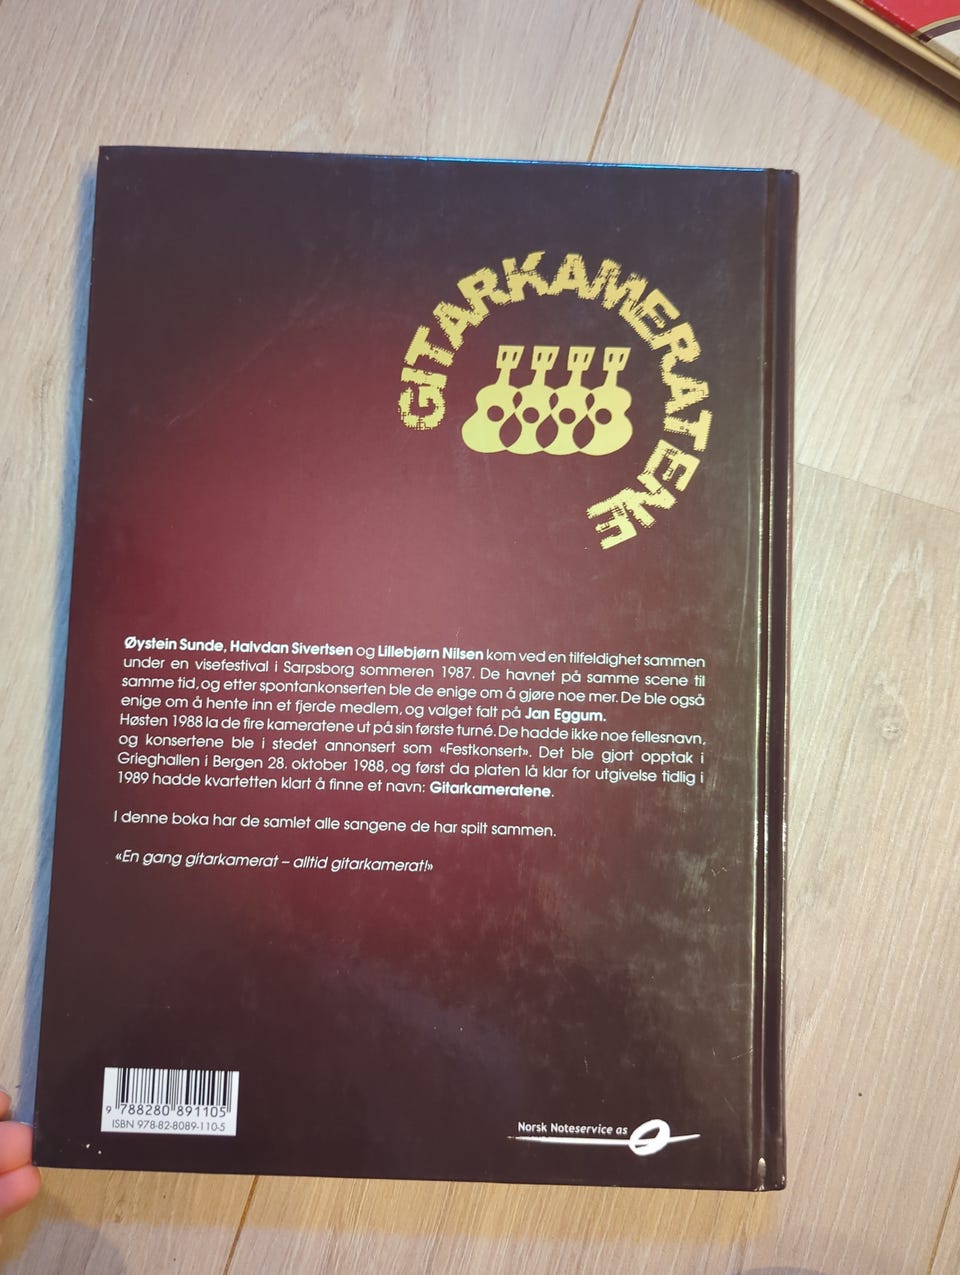 GITARKAMERATENE
Øystein Sunde, Halvdan Sivertsen og Lillebjørn Nilsen kom ved en tilfeldighet sammen
under en visefestival i Sarpsborg sommeren 1987. De havnet på samme scene til
samme tid, og etter spontankonserten ble de enige om å gjøre noe mer. De ble også
enige om å hente inn et fjerde medlem, og valget falt på Jan Eggum.
Høsten 1988 la de fire kameratene ut på sin første turné. De hadde ikke noe fellesnavn,
og konsertene ble i stedet annonsert som «Festkonsert». Det ble gjort opptak i
Grieghallen i Bergen 28. oktober 1988, og først da platen lå klar for utgivelse tidlig i
1989 hadde kvartetten klart å finne et navn: Gitarkameratene.
I denne boka har de samlet alle sangene de har spilt sammen.
«En gang gitarkamerat – alltid gitarkamerat!»
9 788280 891105
ISBN 978-82-8089-110-5
Norsk Noteservice as